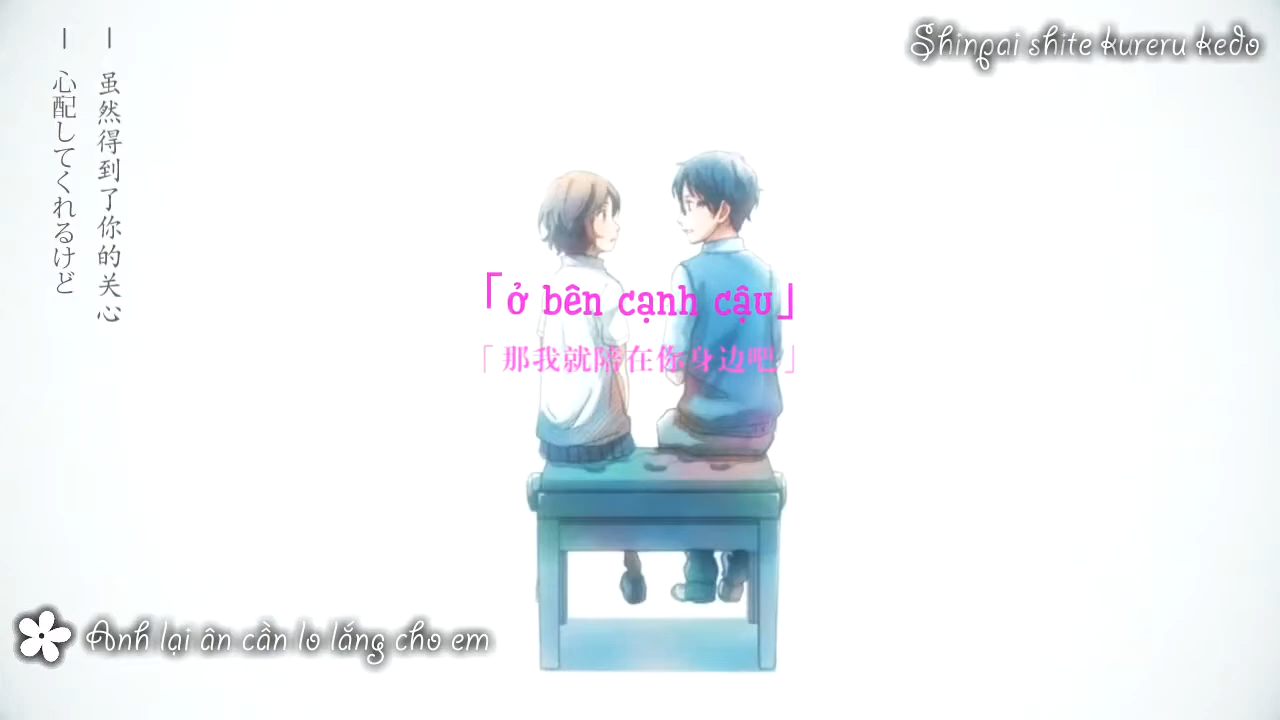 Shinpai shite kureru kedo
| 虽然得到了你的关心
| 心配してくれるけど
「ở bên cạnh cậu」
「那我就陪在你身边吧」
Anh lại ân cần lo lắng cho em